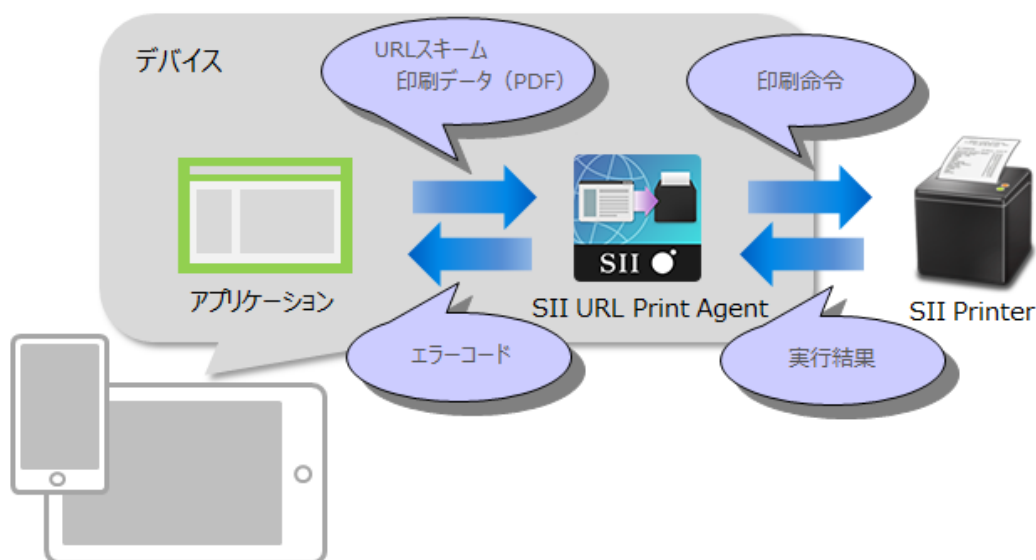 デバイス
URLスキーム
印刷データ（PDF）
印刷命令
SII
アプリケーション
SII URL Print Agent
SII Printer
エラーコード
実行結果